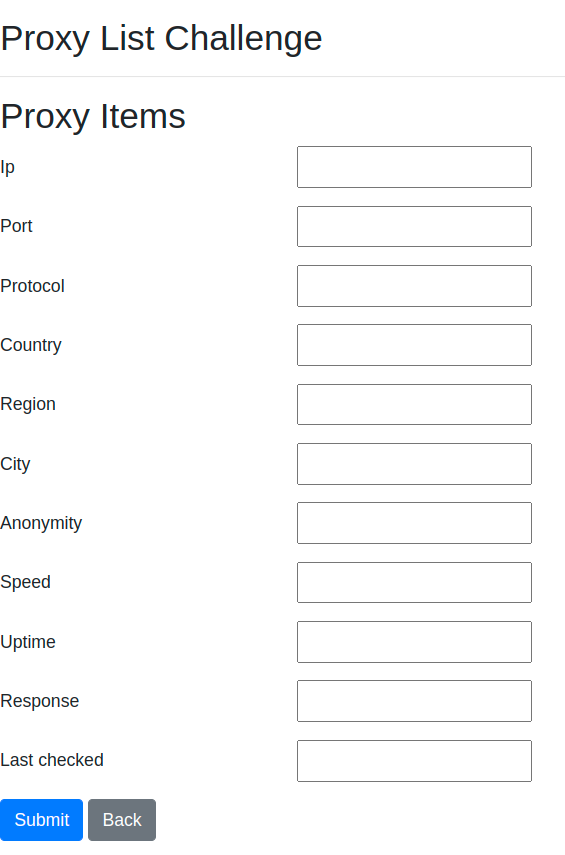 Proxy List Challenge
Proxy Items
Ip
Port
Protocol
Country
Region
City
Anonymity
Speed
Uptime
Response
Last checked
Submit Back